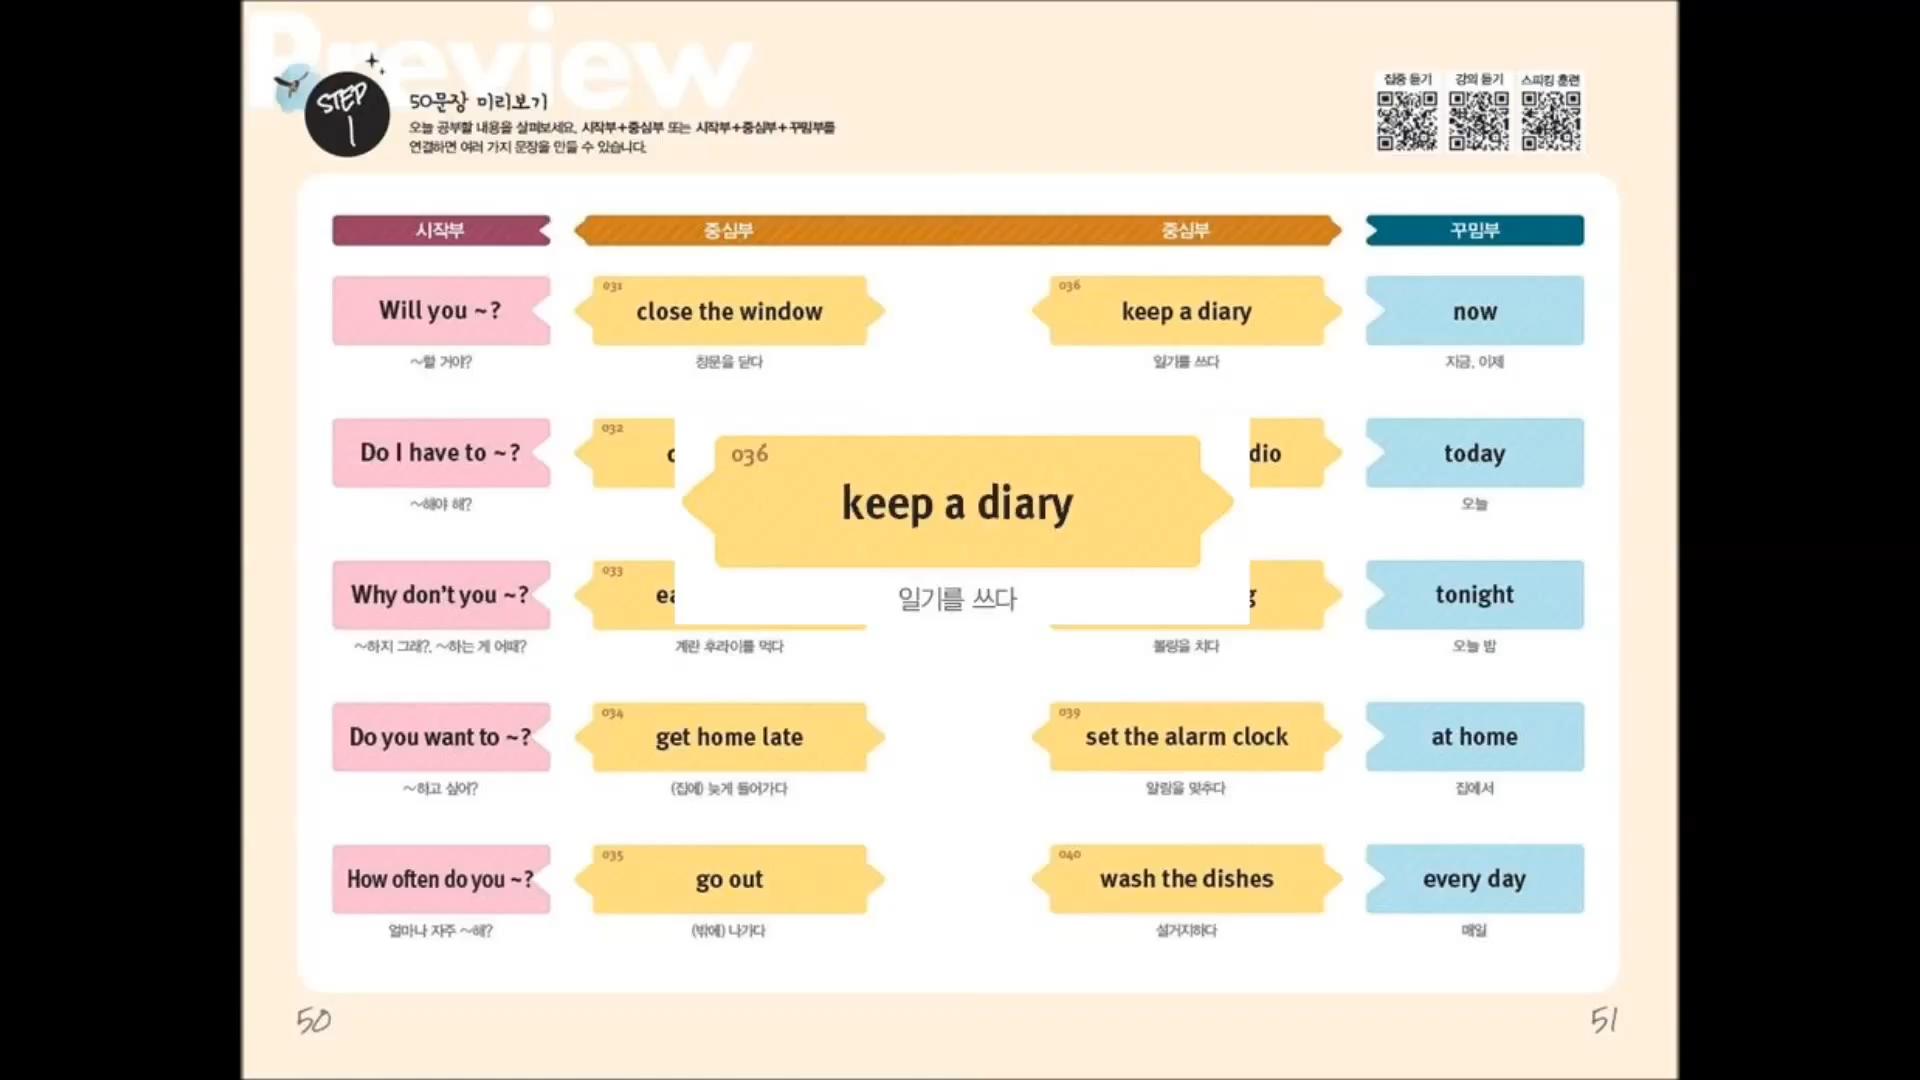 Preview
STEP
1
50문장 미리보기
오늘 공부할 내용을 살펴보세요. 시작부+중심부 또는 시작부+중심부+꾸밈부를
연결하면 여러 가지 문장을 만들 수 있습니다.
집중 듣기 강의 듣기 스피킹 훈련
시작부 중심부 중심부 꾸밈부
031 036
Will you ~? close the window keep a diary now
~할 거야? 창문을 닫다 일기를 쓰다 지금, 이제
032
Do I have to ~? dio today
~해야 해? 오늘
036
keep a diary
일기를 쓰다
033
Why don't you ~? tonight
~하지 그래?, ~하는 게 어때? 계란 후라이를 먹다 볼링을 치다 오늘 밤
034 039
Do you want to ~? get home late set the alarm clock at home
~하고 싶어? (집에) 늦게 들어가다 알람을 맞추다 집에서
035 040
How often do you ~? go out wash the dishes every day
얼마나 자주 ~해? (밖에) 나가다 설거지하다 매일
50 51